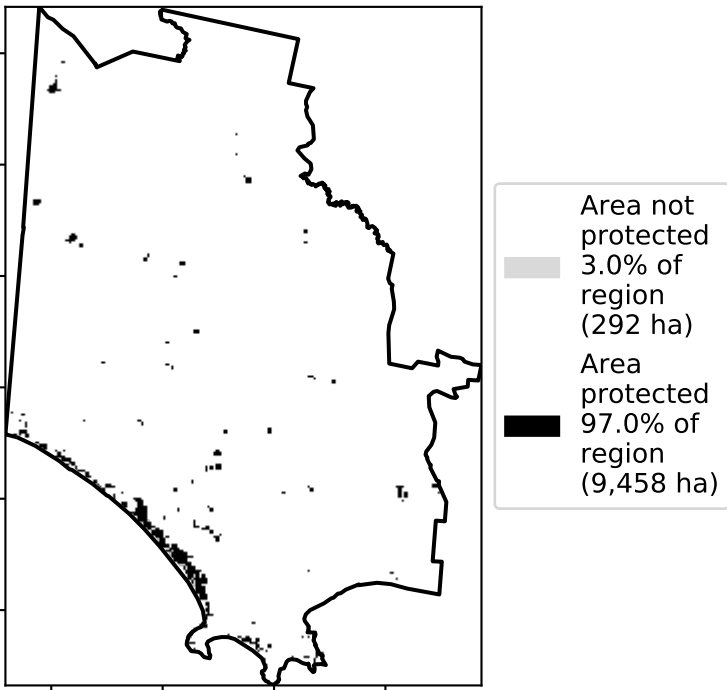 Area not
protected
3.0% of
region
(292 ha)
Area
protected
97.0% of
region
(9,458 ha)